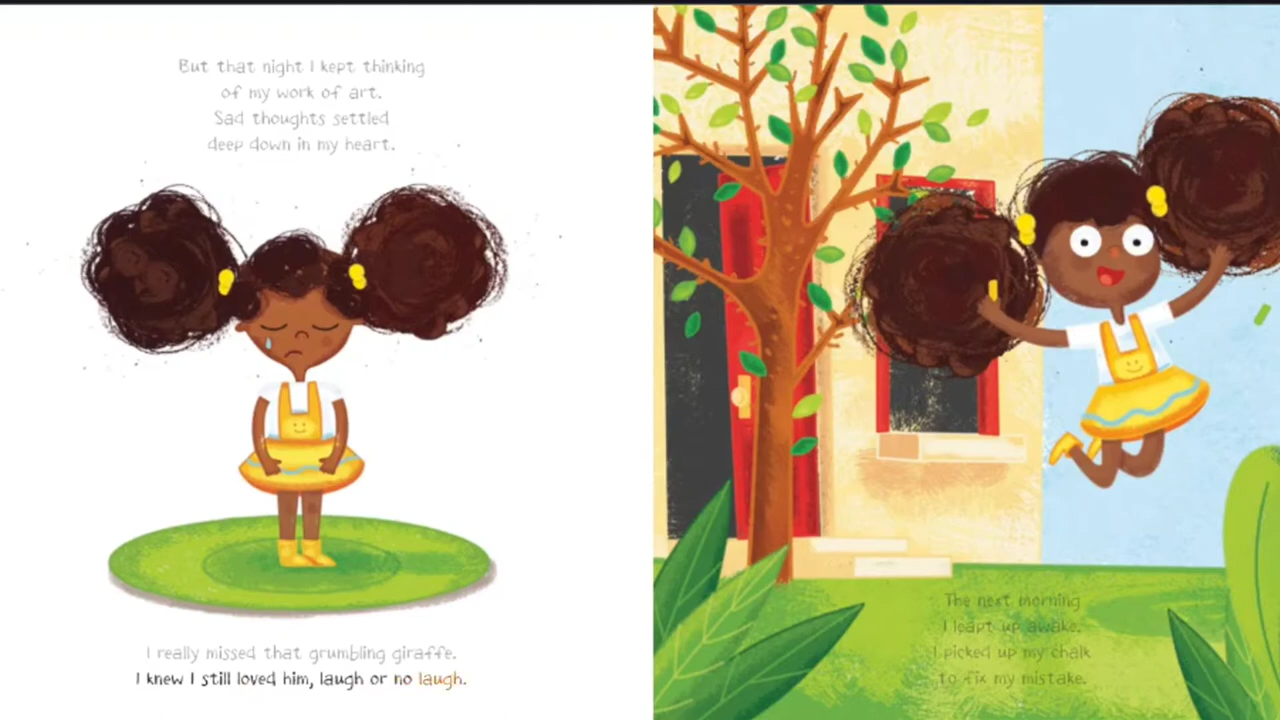 But that night I kept thinking
of my work of art.
Sad thoughts settled
deep down in my heart.
I really missed that grumbling giraffe.
I knew I still loved him, laugh or no laugh.
The next morning
I leapt up awake.
I picked up my chalk
to fix my mistake.